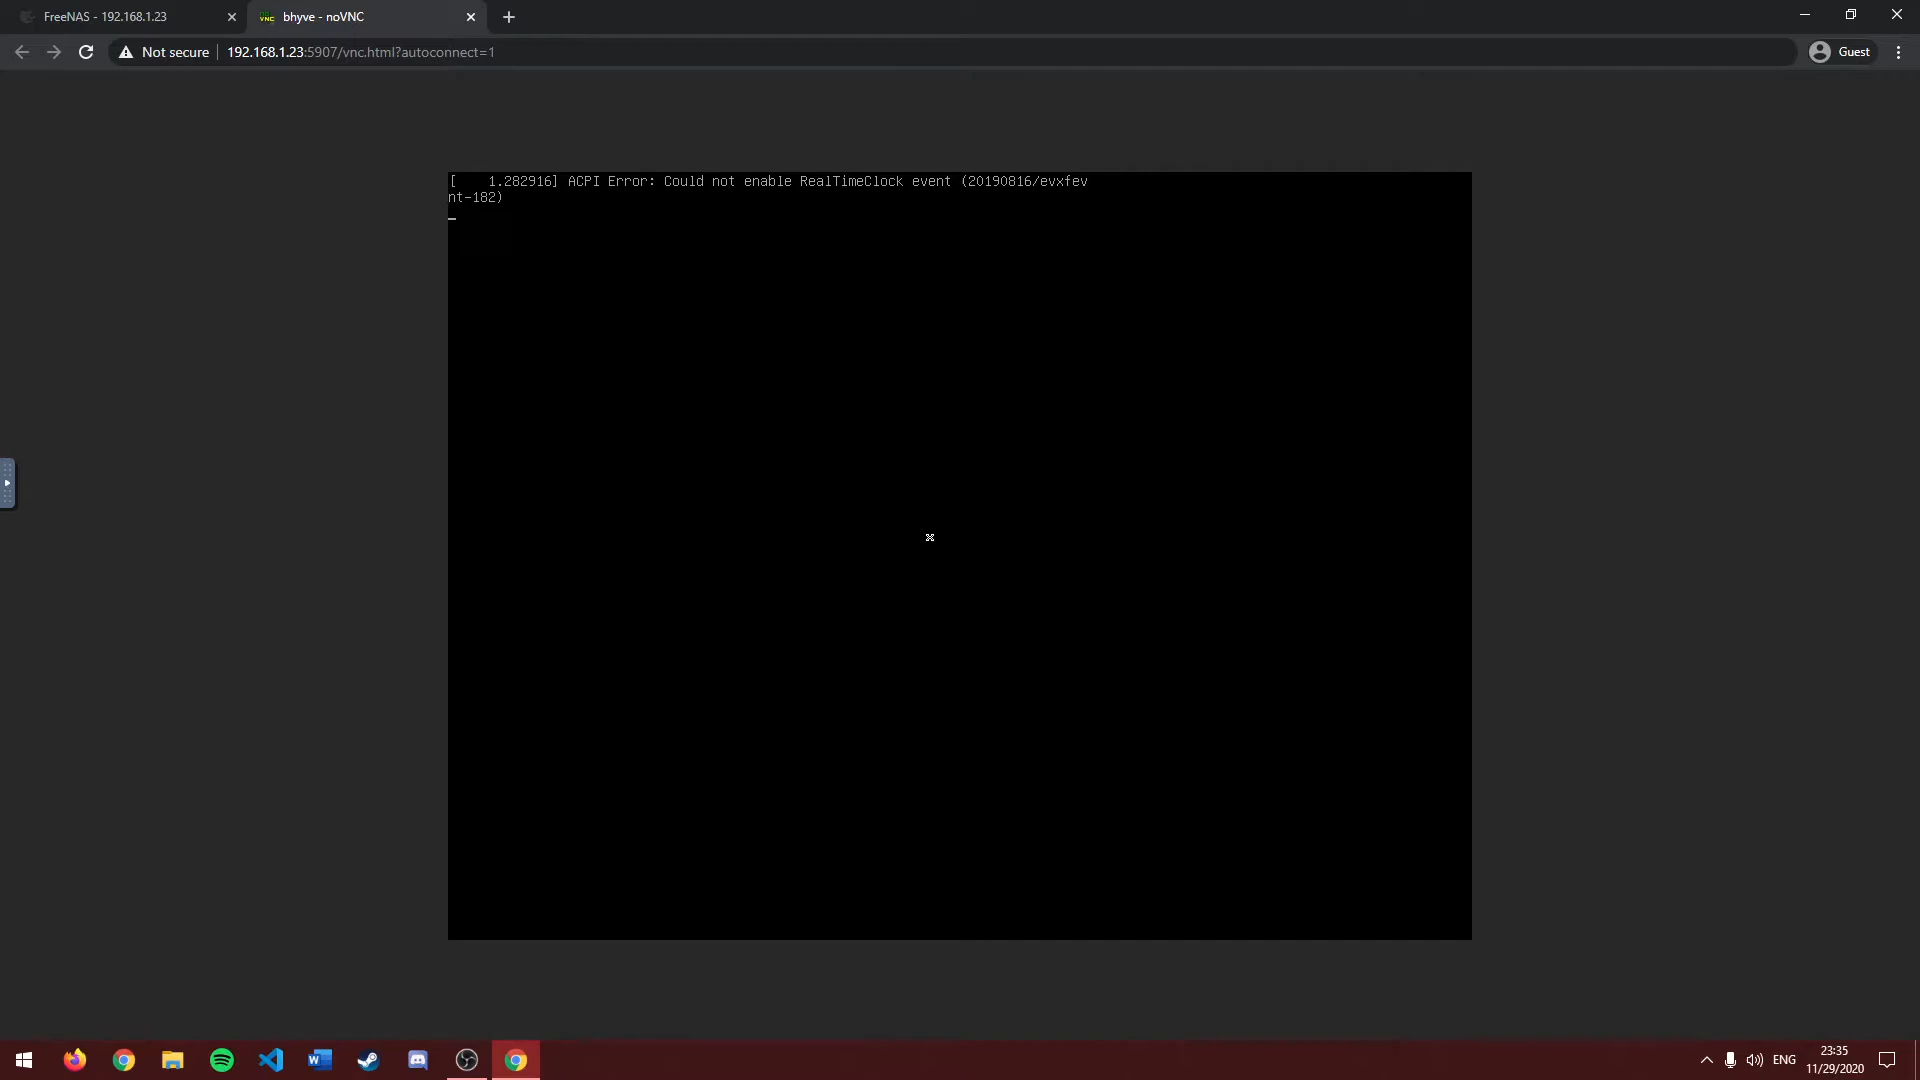 FreeNAS - 192.168.1.23
VNC bhyve - noVNC
Not secure 192.168.1.23:5907/vnc.html?autoconnect=1
Guest
[    1.282916] ACPI Error: Could not enable RealTimeClock event (20190816/evxfev
nt-182)
_
ENG
23:35
11/29/2020